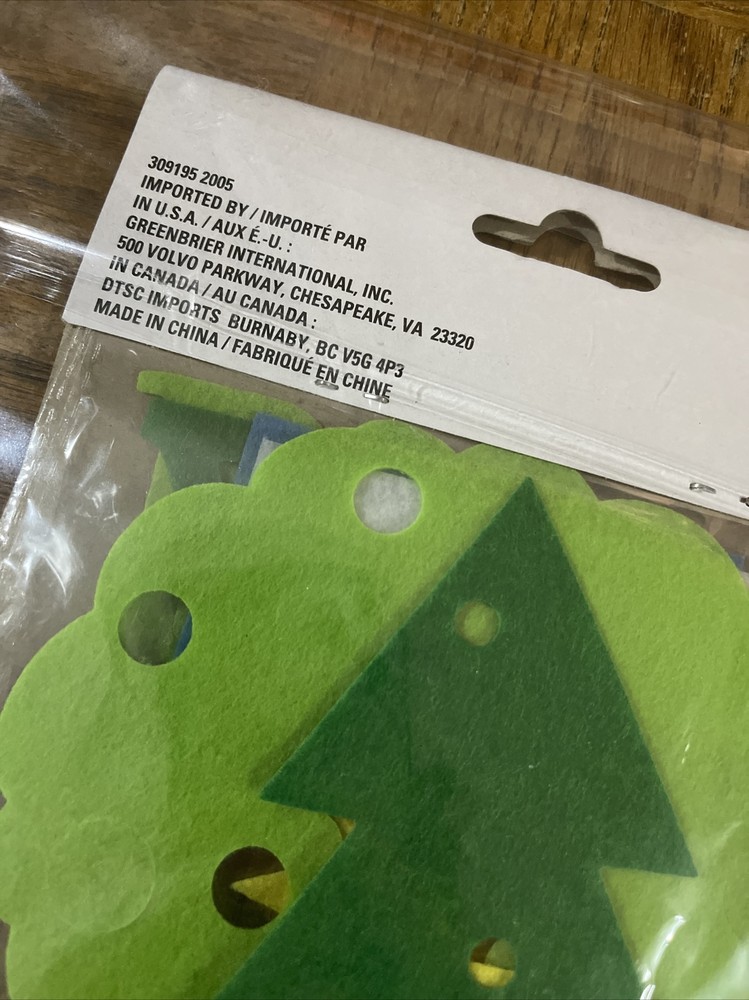 309195 2005
IMPORTED BY / IMPORTÉ PAR
IN U.S.A. / AUX É.-U. :
GREENBRIER INTERNATIONAL, INC.
500 VOLVO PARKWAY, CHESAPEAKE, VA 23320
IN CANADA / AU CANADA :
DTSC IMPORTS BURNABY, BC V5G 4P3
MADE IN CHINA / FABRIQUÉ EN CHINE